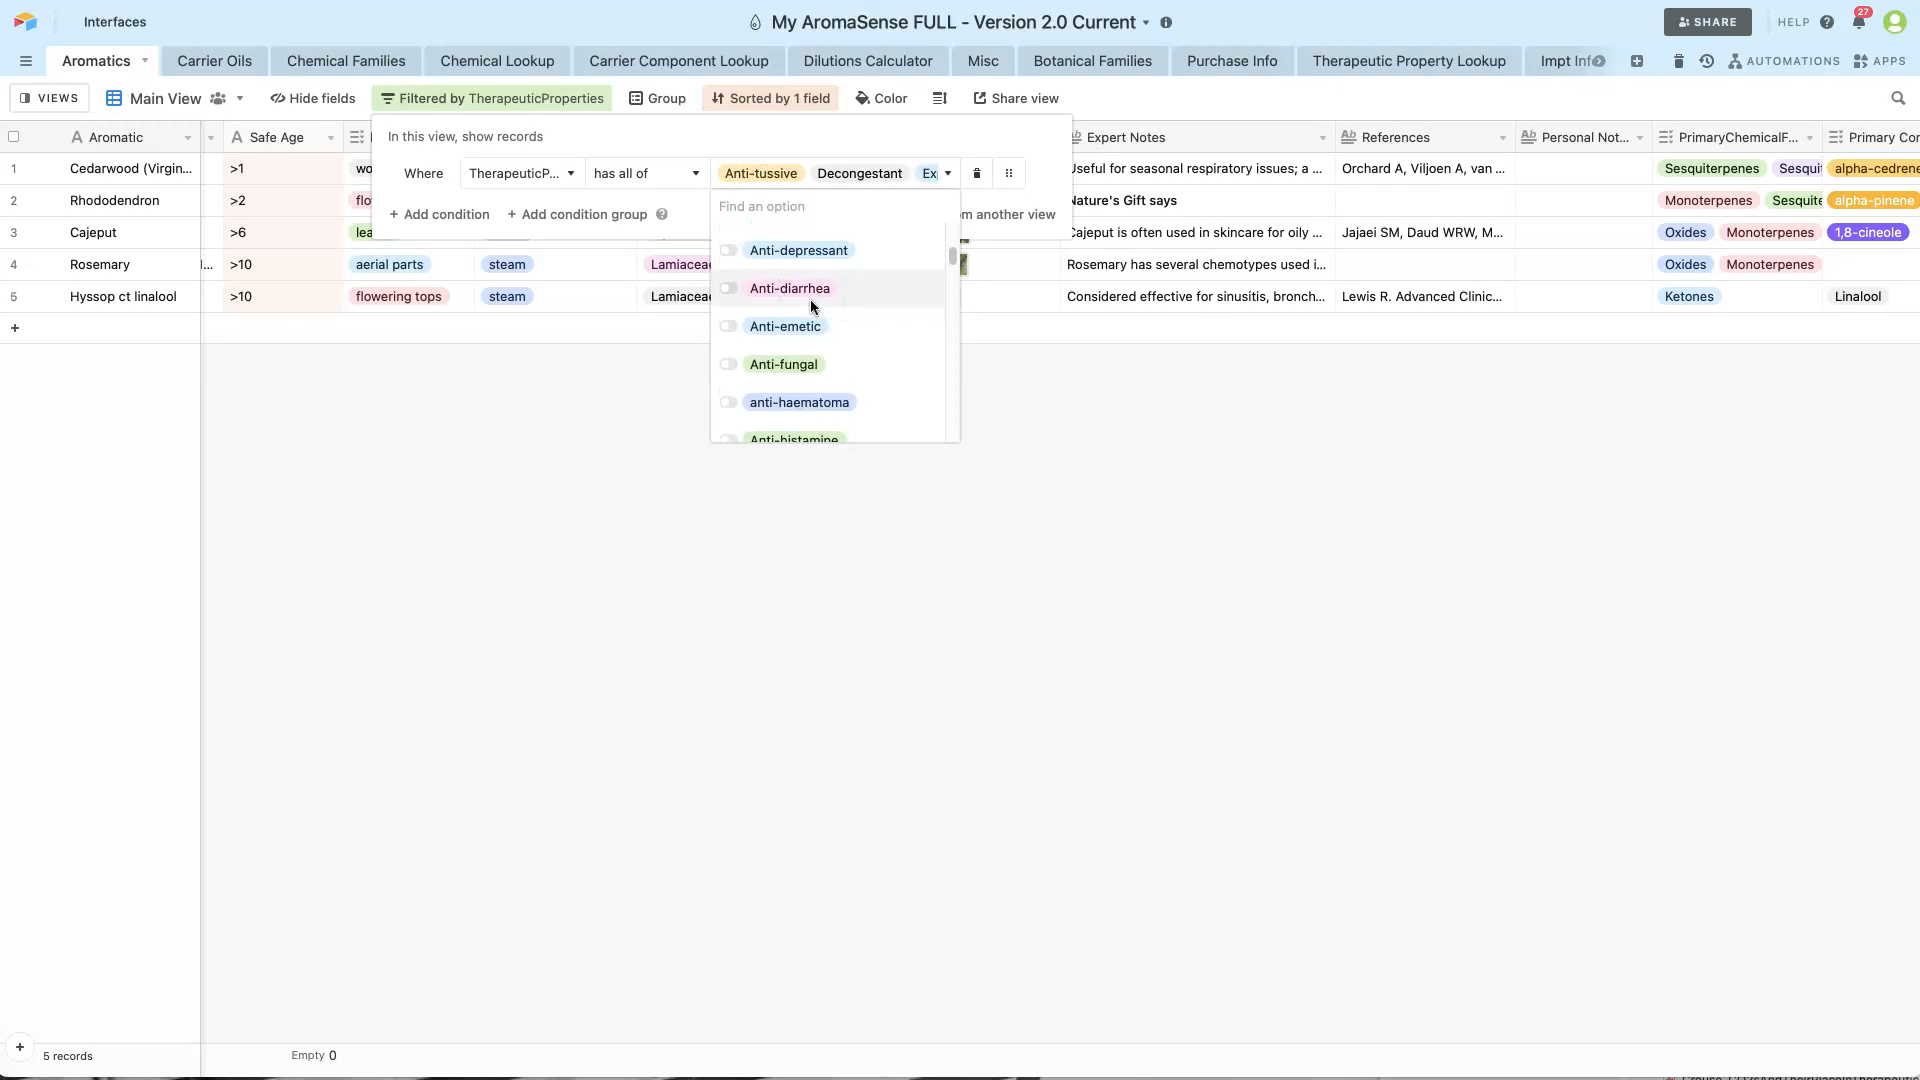 Interfaces
My AromaSense FULL - Version 2.0 Current
SHARE
HELP
27
Aromatics
Carrier Oils
Chemical Families
Chemical Lookup
Carrier Component Lookup
Dilutions Calculator
Misc
Botanical Families
Purchase Info
Therapeutic Property Lookup
Impt Inf
AUTOMATIONS
APPS
VIEWS
Main View
Hide fields
Filtered by TherapeuticProperties
Group
Sorted by 1 field
Color
Share view
Aromatic
Safe Age
Expert Notes
References
Personal Not...
PrimaryChemicalF...
Primary Cor
In this view, show records
Where
TherapeuticP...
has all of
Anti-tussive
Decongestant
Ex
+ Add condition
+ Add condition group
om another view
Find an option
Anti-depressant
Anti-diarrhea
Anti-emetic
Anti-fungal
anti-haematoma
Anti-histamine
1 Cedarwood (Virgin... >1 wo Useful for seasonal respiratory issues; a ... Orchard A, Viljoen A, van ... Sesquiterpenes Sesqui alpha-cedrene
2 Rhododendron >2 flo Nature's Gift says Monoterpenes Sesquite alpha-pinene
3 Cajeput >6 lea Cajeput is often used in skincare for oily ... Jajaei SM, Daud WRW, M... Oxides Monoterpenes 1,8-cineole
4 Rosemary l... >10 aerial parts steam Lamiaceae Rosemary has several chemotypes used i... Oxides Monoterpenes
5 Hyssop ct linalool >10 flowering tops steam Lamiaceae Considered effective for sinusitis, bronch... Lewis R. Advanced Clinic... Ketones Linalool
+
+
5 records
Empty 0